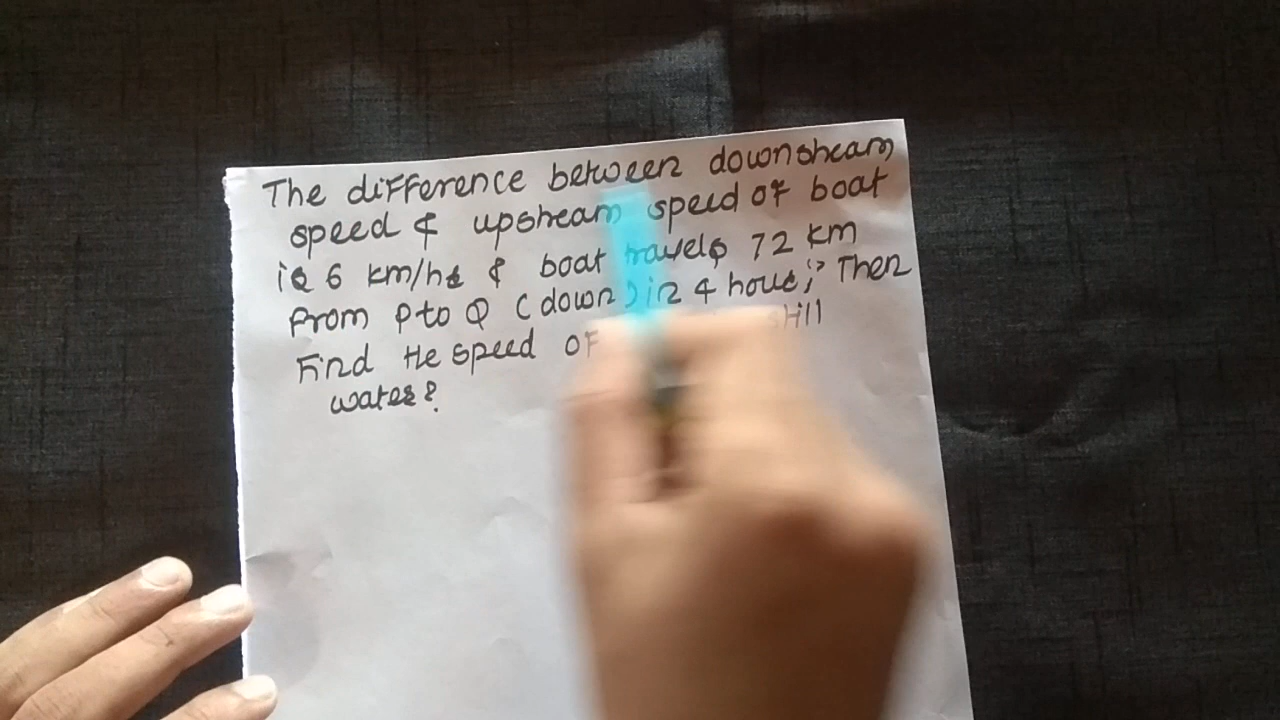 The difference between downstream
speed & upstream speed of boat
is 6 km/hr & boat travels 72 km
from P to Q (down) in 4 hour; Then
Find the speed of still
water?